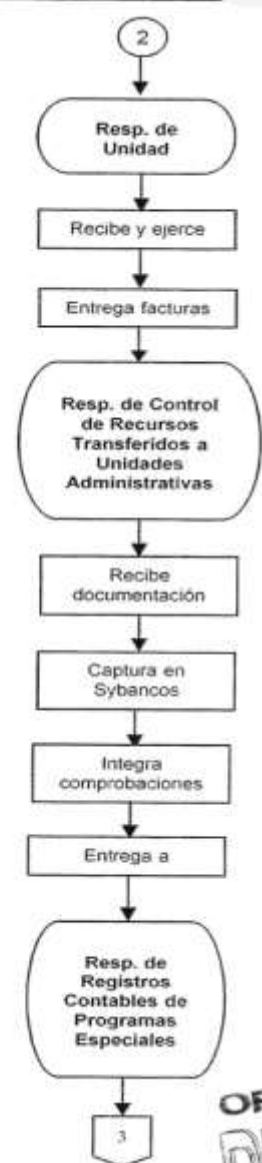 2
Resp. de
Unidad
Recibe y ejerce
Entrega facturas
Resp. de Control
de Recursos
Transferidos a
Unidades
Administrativas
Recibe
documentación
Captura en
Sybancos
Integra
comprobaciones
Entrega a
Resp. de
Registros
Contables de
Programas
Especiales
3